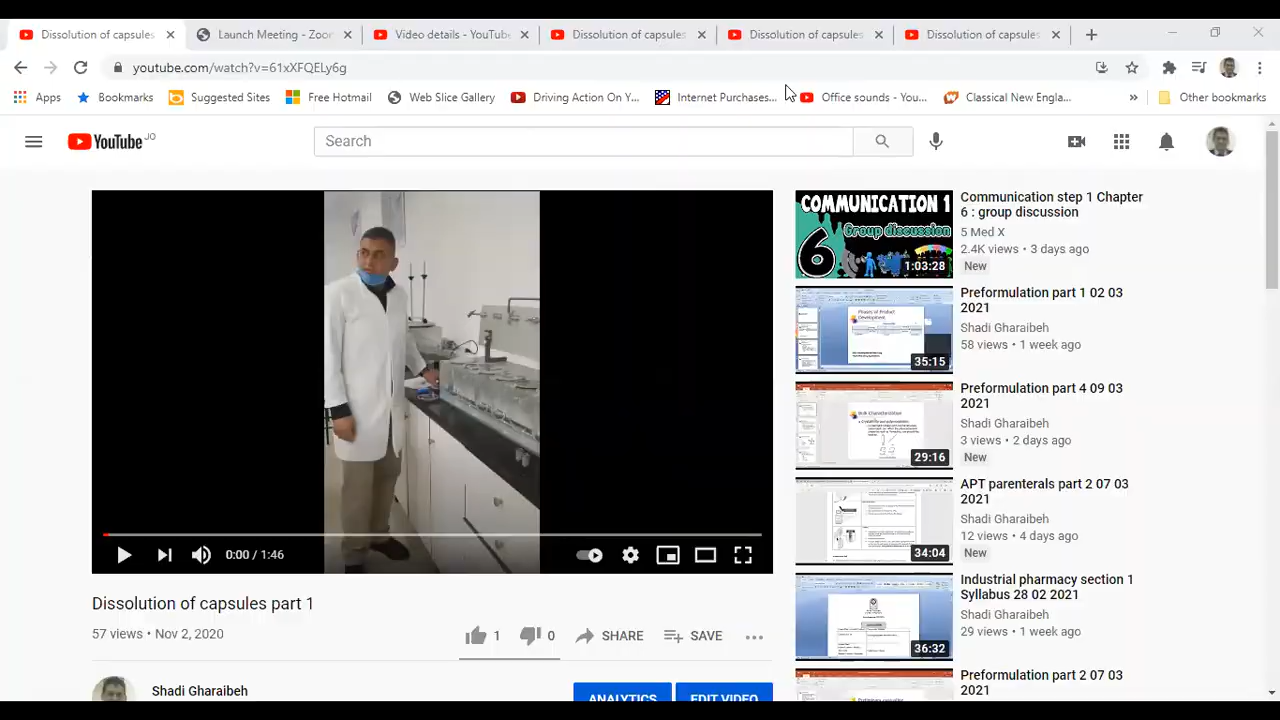 Dissolution of capsules
Launch Meeting - Zoom
Video details - YouTube
Dissolution of capsules
Dissolution of capsules
Dissolution of capsules
youtube.com/watch?v=61xXFQELy6g
Apps
Bookmarks
Suggested Sites
Free Hotmail
Web Slice Gallery
Driving Action On Y...
Internet Purchases...
Office sounds - You...
Classical New Engla...
»
Other bookmarks
YouTube JO
Search
0:00 / 1:46
Dissolution of capsules part 1
57 views
2020
1
0
SHARE
SAVE
Shadi Gharaibeh
ANALYTICS
EDIT VIDEO
COMMUNICATION 1
Group discussion
6
1:03:28
Communication step 1 Chapter
6 : group discussion
5 Med X
2.4K views • 3 days ago
New
Phases of Product
Development
35:15
Preformulation part 1 02 03
2021
Shadi Gharaibeh
58 views • 1 week ago
Bulk Characterization
29:16
Preformulation part 4 09 03
2021
Shadi Gharaibeh
3 views • 2 days ago
New
34:04
APT parenterals part 2 07 03
2021
Shadi Gharaibeh
12 views • 4 days ago
New
36:32
Industrial pharmacy section 1
Syllabus 28 02 2021
Shadi Gharaibeh
29 views • 1 week ago
Preformulation part 2 07 03
2021